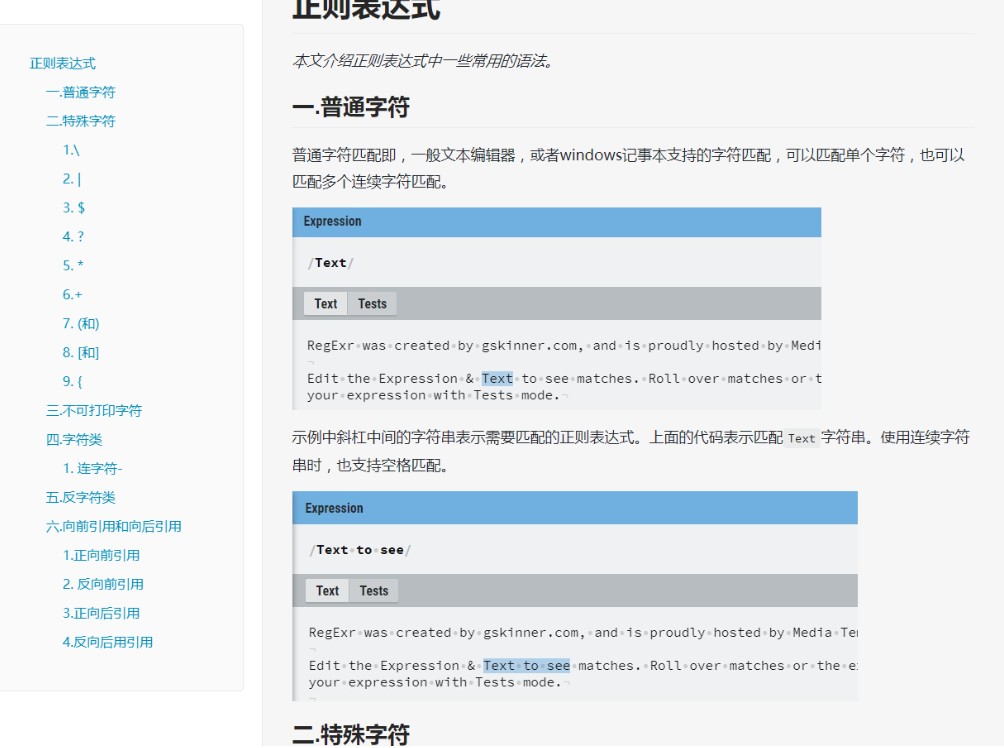 正则表达式
一.普通字符
二.特殊字符
1.\
2. |
3. $
4. ?
5. *
6.+
7. (和)
8. [和]
9. {
三.不可打印字符
四.字符类
1. 连字符-
五.反字符类
六.向前引用和向后引用
1.正向前引用
2. 反向前引用
3.正向后引用
4.反向后用引用
正则表达式
本文介绍正则表达式中一些常用的语法。
一.普通字符
普通字符匹配即，一般文本编辑器，或者windows记事本支持的字符匹配，可以匹配单个字符，也可以
匹配多个连续字符匹配。
Expression
/Text/
Text Tests
RegExr·was·created·by·gskinner.com,·and·is·proudly·hosted·by·Medi
¬
Edit·the·Expression·&·Text·to·see·matches.·Roll·over·matches·or·t
your·expression·with·Tests·mode.¬
示例中斜杠中间的字符串表示需要匹配的正则表达式。上面的代码表示匹配 Text 字符串。使用连续字符
串时，也支持空格匹配。
Expression
/Text·to·see/
Text Tests
RegExr·was·created·by·gskinner.com,·and·is·proudly·hosted·by·Media·Te
¬
Edit·the·Expression·&·Text·to·see·matches.·Roll·over·matches·or·the·e
your·expression·with·Tests·mode.¬
¬
二.特殊字符